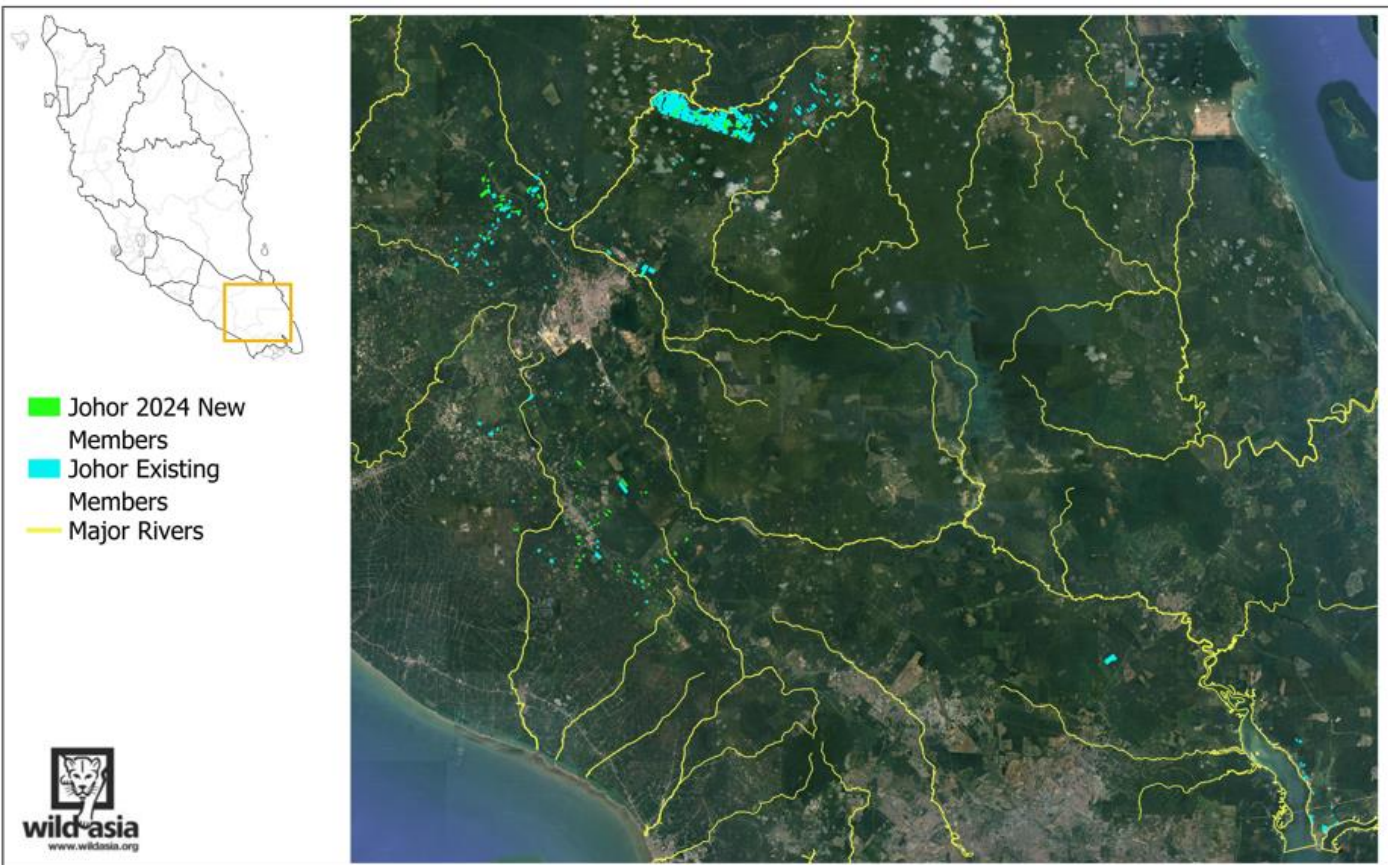 Johor 2024 New
Members
Johor Existing
Members
Major Rivers
wild asia
www.wildasia.org